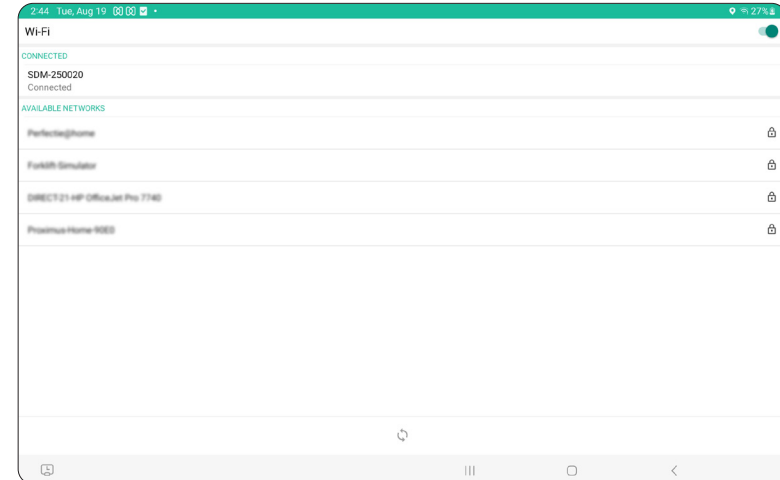 2:44 Tue, Aug 19
27%
Wi-Fi
CONNECTED
SDM-250020
Connected
AVAILABLE NETWORKS
Perfectie@home
Forklift-Simulator
DIRECT-21-HP OfficeJet Pro 7740
Proximus-Home-90E0